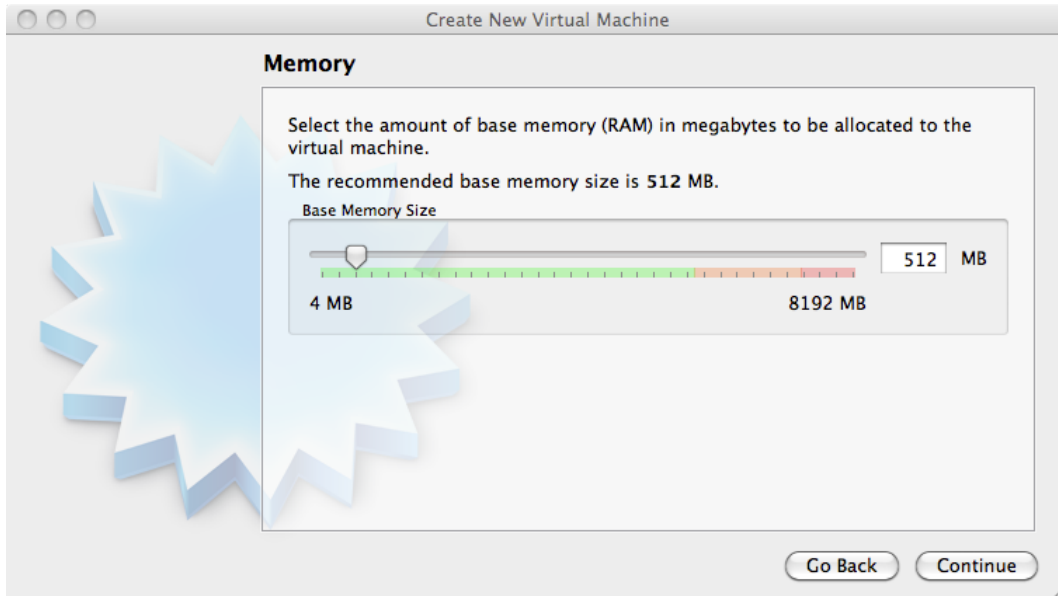 Create New Virtual Machine
Memory
Select the amount of base memory (RAM) in megabytes to be allocated to the
virtual machine.
The recommended base memory size is 512 MB.
Base Memory Size
512 MB
4 MB 8192 MB
Go Back Continue